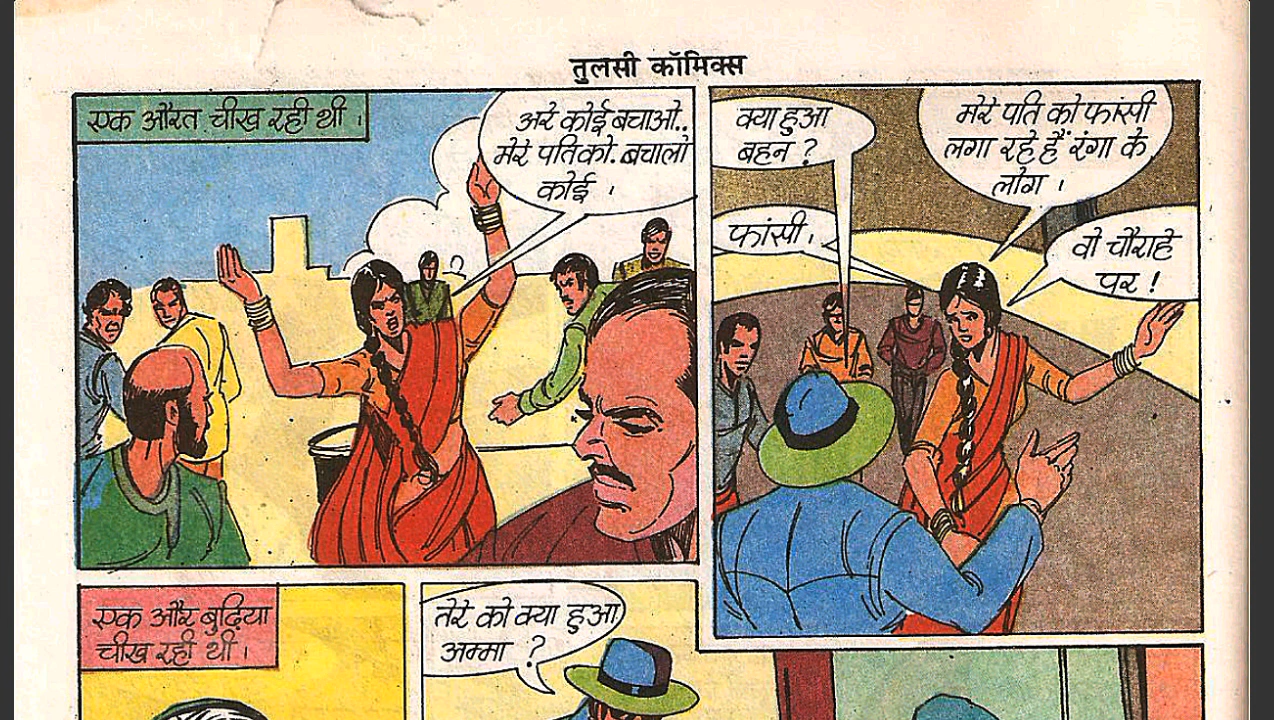 तुलसी कॉमिक्स
एक औरत चीख रही थी ।
अरे कोई बचाओ..
मेरे पति को. बचालो
कोई ।
क्या हुआ
बहन ?
मेरे पति को फांसी
लगा रहे हैं रंगा के
लोग ।
फांसी ।
वो चौराहे
पर !
एक और बुढ़िया
चीख रही थी ।
तेरे को क्या हुआ
अम्मा ?